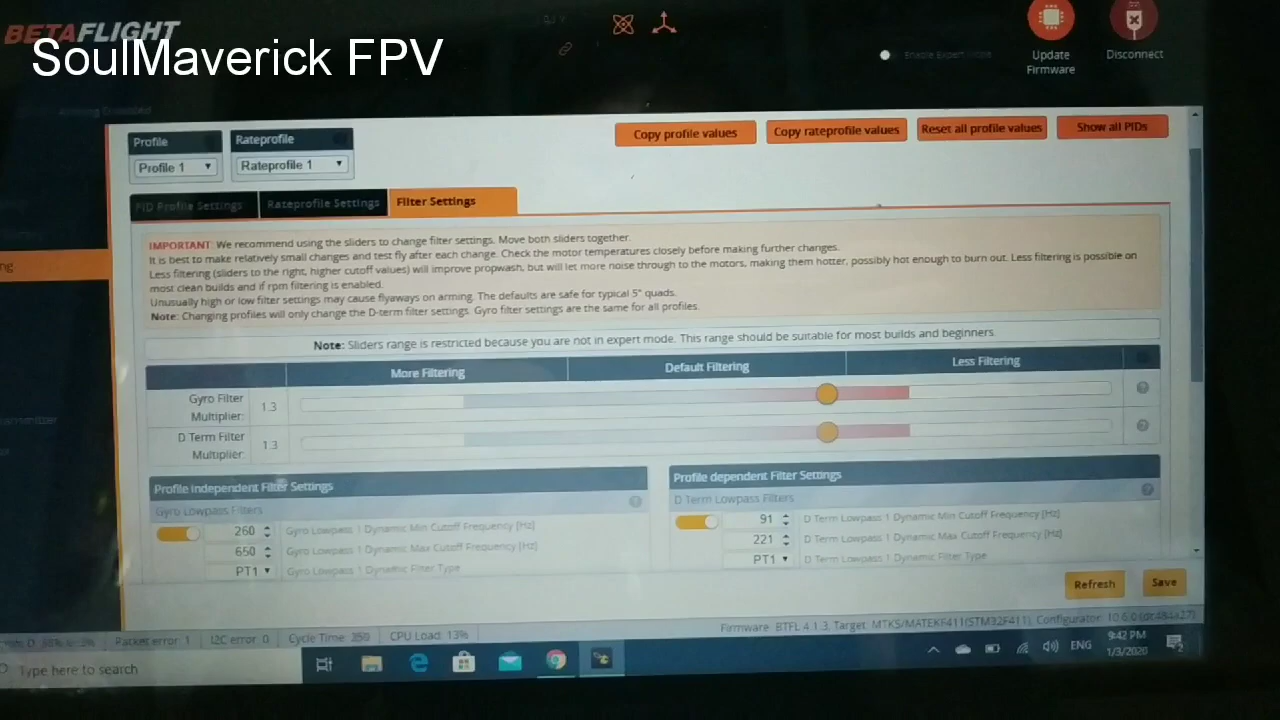 BETAFLIGHT
SoulMaverick FPV
Enable Expert Mode
Update
Firmware
Disconnect
Profile
Rateprofile
Profile 1
Rateprofile 1
Copy profile values
Copy rateprofile values
Reset all profile values
Show all PIDs
PID Profile Settings
Rateprofile Settings
Filter Settings
IMPORTANT: We recommend using the sliders to change filter settings. Move both sliders together.
It is best to make relatively small changes and test fly after each change. Check the motor temperatures closely before making further changes.
Less filtering (sliders to the right, higher cutoff values) will improve propwash, but will let more noise through to the motors, making them hotter, possibly hot enough to burn out. Less filtering is possible on
most clean builds and if rpm filtering is enabled.
Unusually high or low filter settings may cause flyaways on arming. The defaults are safe for typical 5" quads.
Note: Changing profiles will only change the D-term filter settings. Gyro filter settings are the same for all profiles.
Note: Sliders range is restricted because you are not in expert mode. This range should be suitable for most builds and beginners.
More Filtering
Default Filtering
Less Filtering
Gyro Filter
Multiplier:
1.3
D Term Filter
Multiplier:
1.3
Profile independent Filter Settings
Gyro Lowpass Filters
260 Gyro Lowpass 1 Dynamic Min Cutoff Frequency [Hz]
650 Gyro Lowpass 1 Dynamic Max Cutoff Frequency [Hz]
PT1 Gyro Lowpass 1 Dynamic Filter Type
Profile dependent Filter Settings
D Term Lowpass Filters
91 D Term Lowpass 1 Dynamic Min Cutoff Frequency [Hz]
221 D Term Lowpass 1 Dynamic Max Cutoff Frequency [Hz]
PT1 D Term Lowpass 1 Dynamic Filter Type
Refresh
Save
Packet error: 1
I2C error: 0
Cycle Time: 250
CPU Load: 13%
Firmware: BTFL 4.1.3, Target: MTKS/MATEKF411(STM32F411), Configurator: 10.6.0
Type here to search
ENG
9:42 PM
1/3/2020